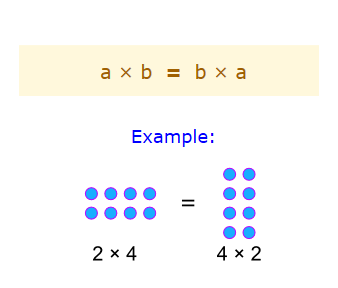 a × b = b × a
Example:
=
2 × 4 4 × 2